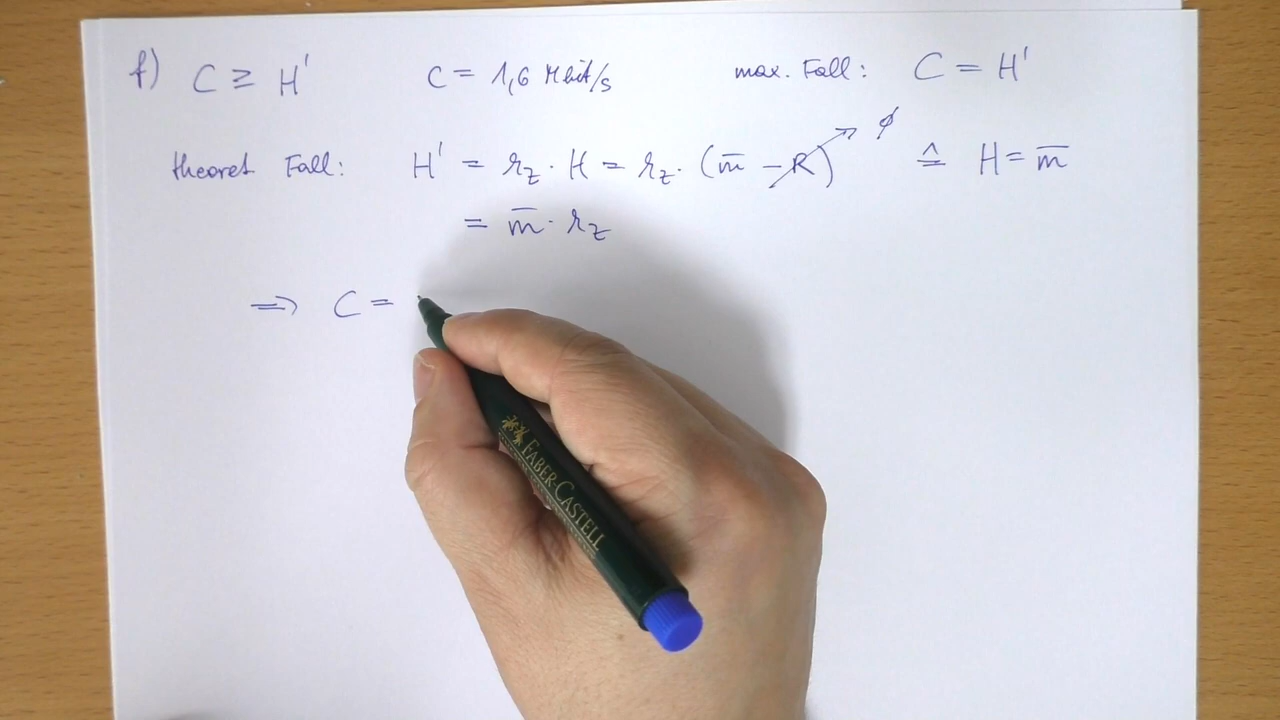 f) C ≥ H' C = 1,6 Mbit/s max. Fall: C = H'
theoret Fall: H' = r_z · H = r_z · (m̅ - R) ∅ ≙ H = m̅
= m̅ · r_z
⇒ C =
FABER-CASTELL